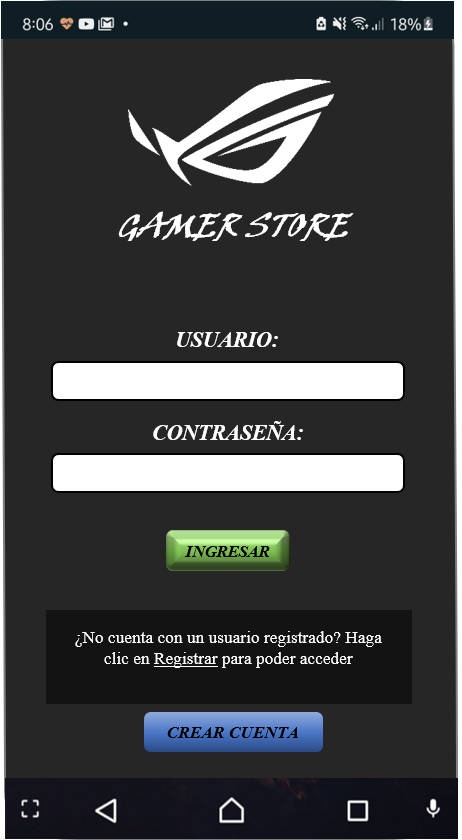 8:06 18%
GAMER STORE
USUARIO:
CONTRASEÑA:
INGRESAR
¿No cuenta con un usuario registrado? Haga
clic en Registrar para poder acceder
CREAR CUENTA